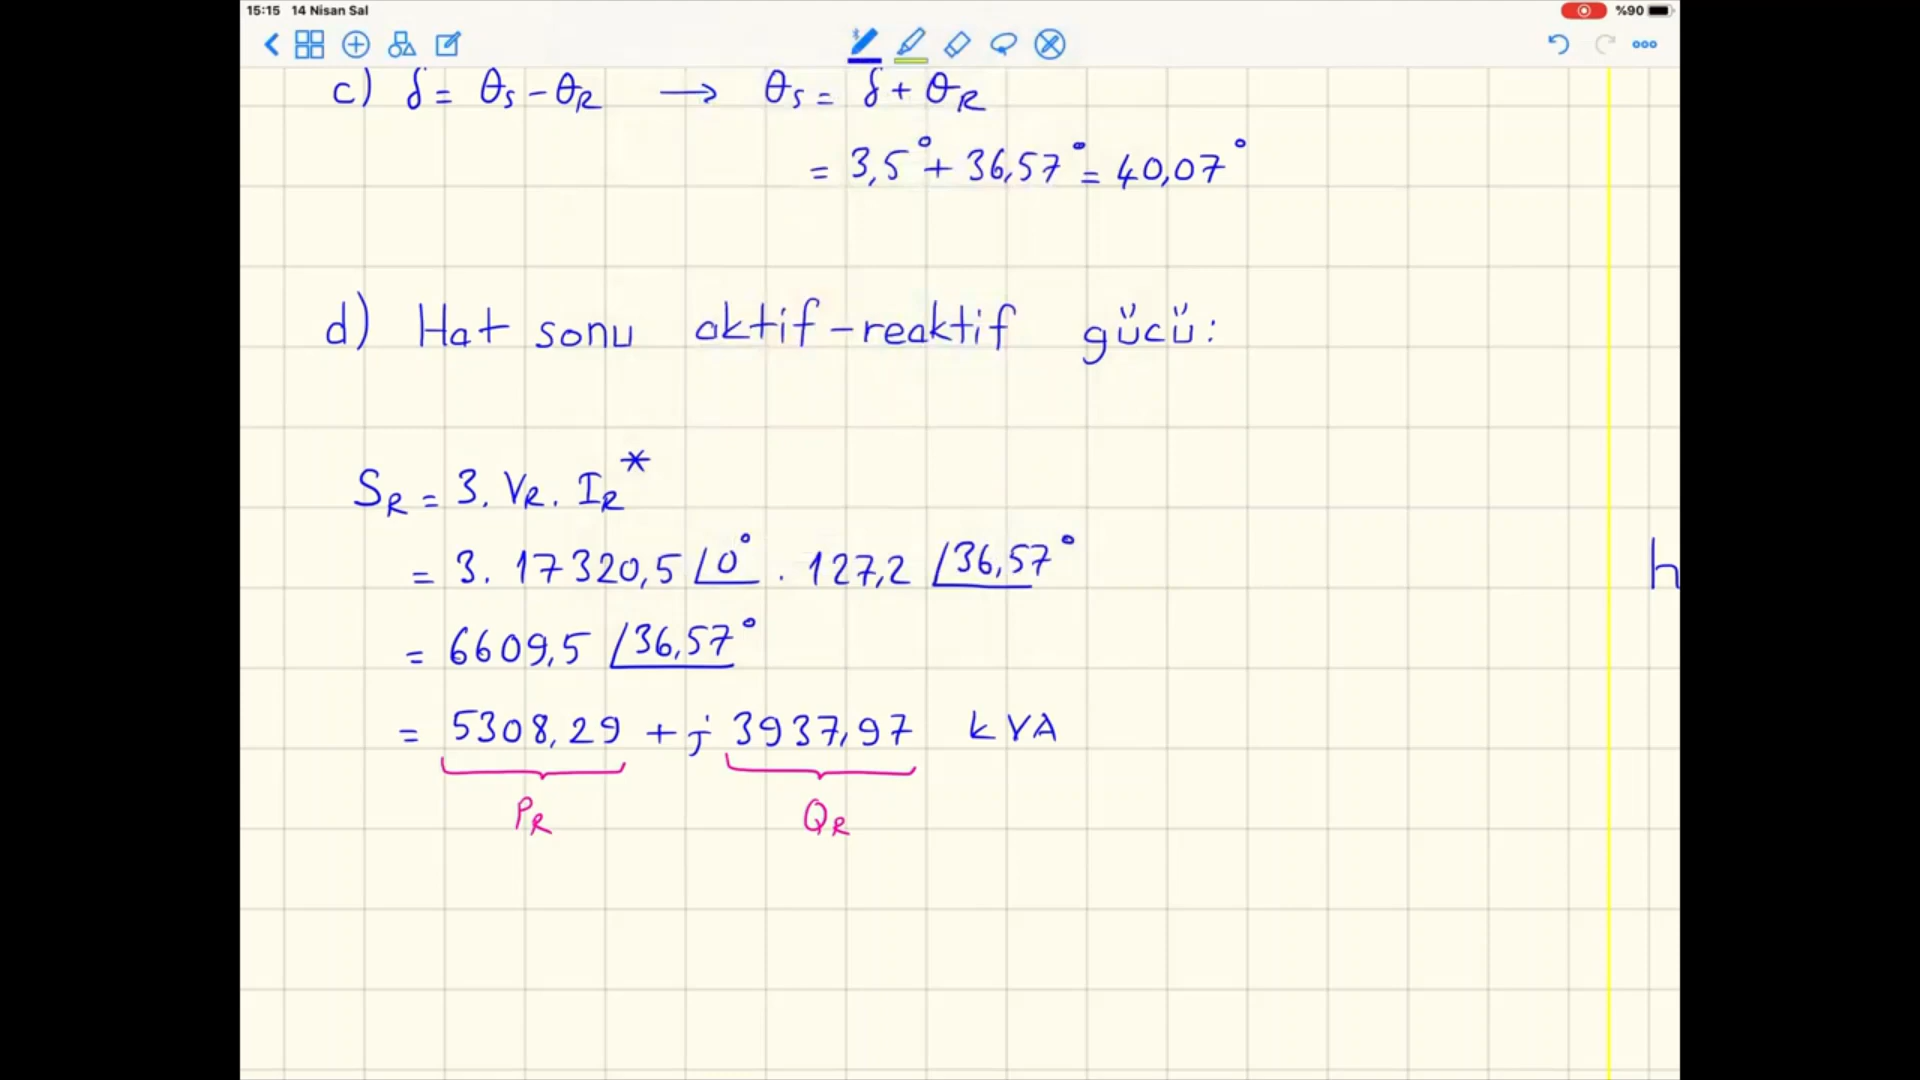 15:15 14 Nisan Sal %90
c) δ = θS - θR → θS = δ + θR
= 3,5° + 36,57° = 40,07°
d) Hat sonu aktif-reaktif gücü:
SR = 3. VR. IR*
= 3. 17320,5 ∠0° . 127,2 ∠36,57°
h
= 6609,5 ∠36,57°
= 5308,29 + j 3937,97 kVA
PR QR